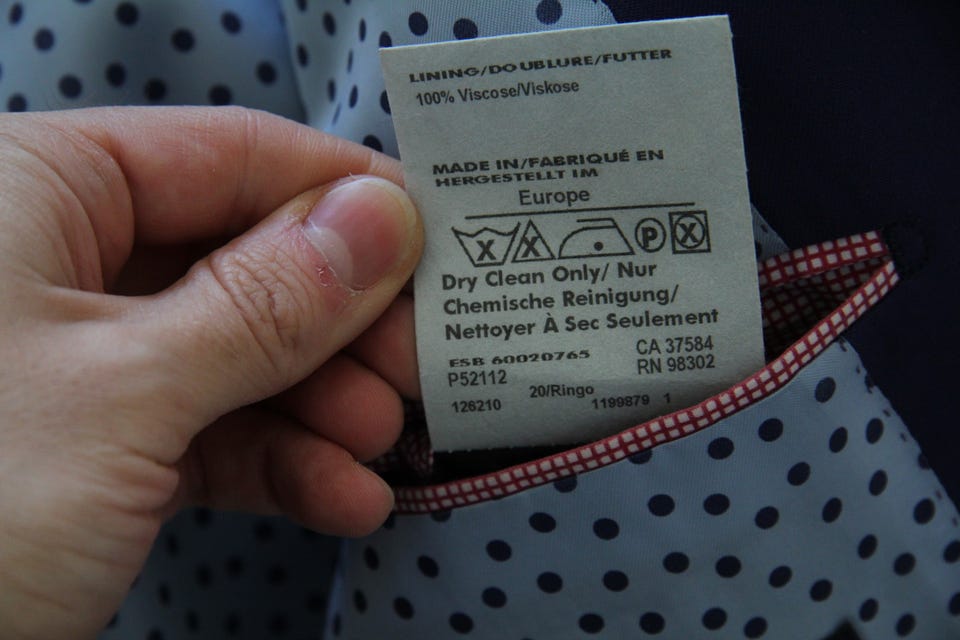 LINING/DOUBLURE/FUTTER
100% Viscose/Viskose
MADE IN/FABRIQUÉ EN
HERGESTELLT IM
Europe
X X P X
Dry Clean Only/ Nur
Chemische Reinigung/
Nettoyer À Sec Seulement
ESB 60020765 CA 37584
P52112 RN 98302
20/Ringo
126210 1199879 1